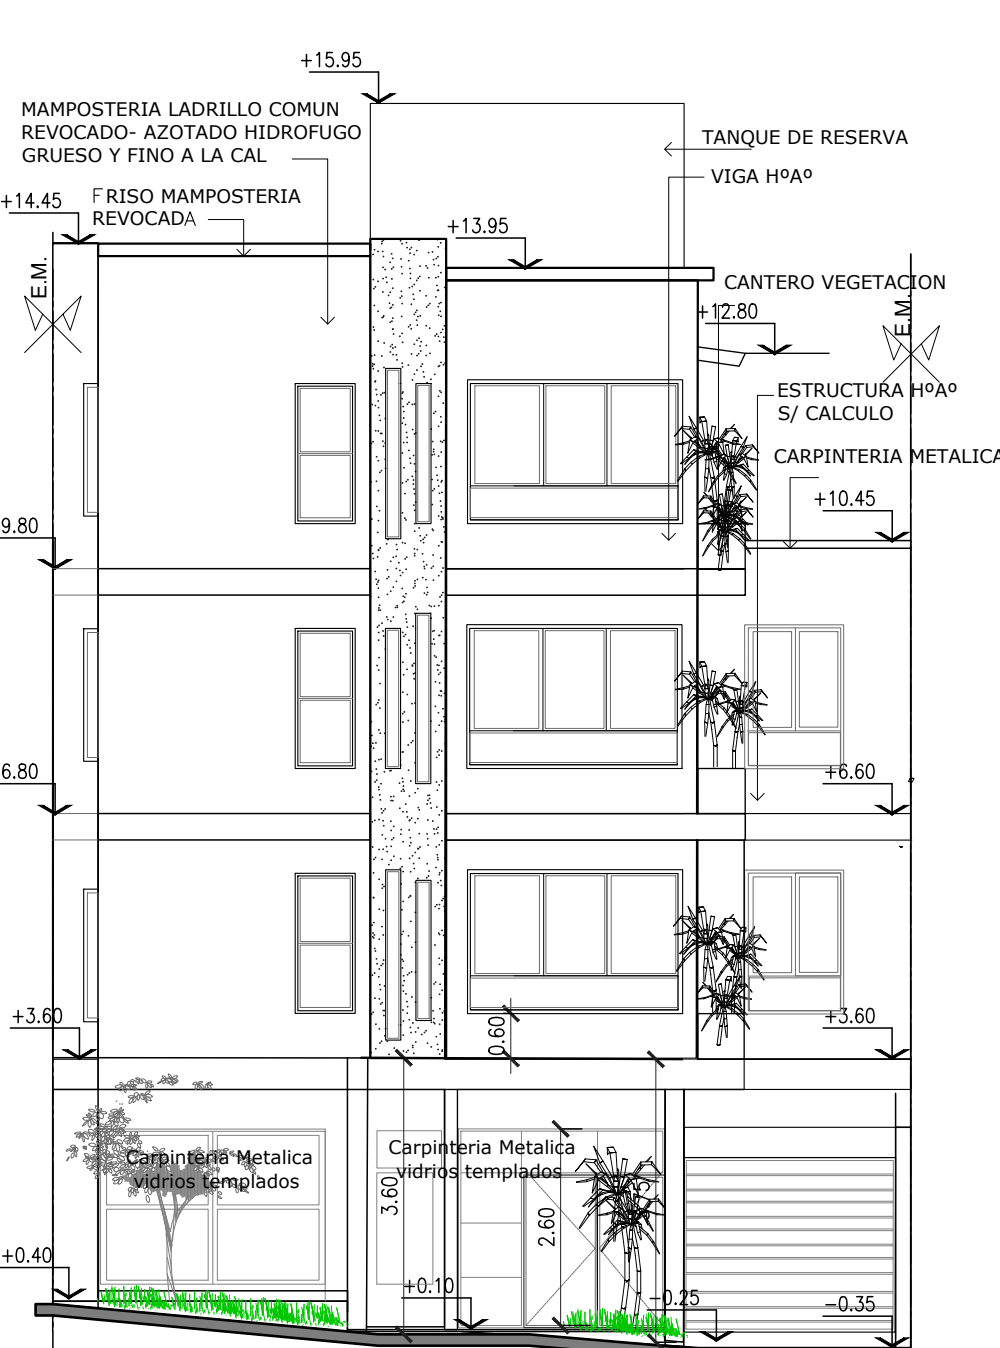 +15.95
MAMPOSTERIA LADRILLO COMUN
REVOCADO- AZOTADO HIDROFUGO
GRUESO Y FINO A LA CAL
TANQUE DE RESERVA
VIGA HºAº
FRISO MAMPOSTERIA
REVOCADA
+14.45
+13.95
E.M.
CANTERO VEGETACION
E.M.
+12.80
ESTRUCTURA HºAº
S/ CALCULO
CARPINTERIA METALICA
+10.45
9.80
6.80
+6.60
+3.60
0.60
+3.60
Carpinteria Metalica
vidrios templados
Carpinteria Metalica
vidrios templados
3.60
2.60
+0.40
+0.10
-0.25
-0.35